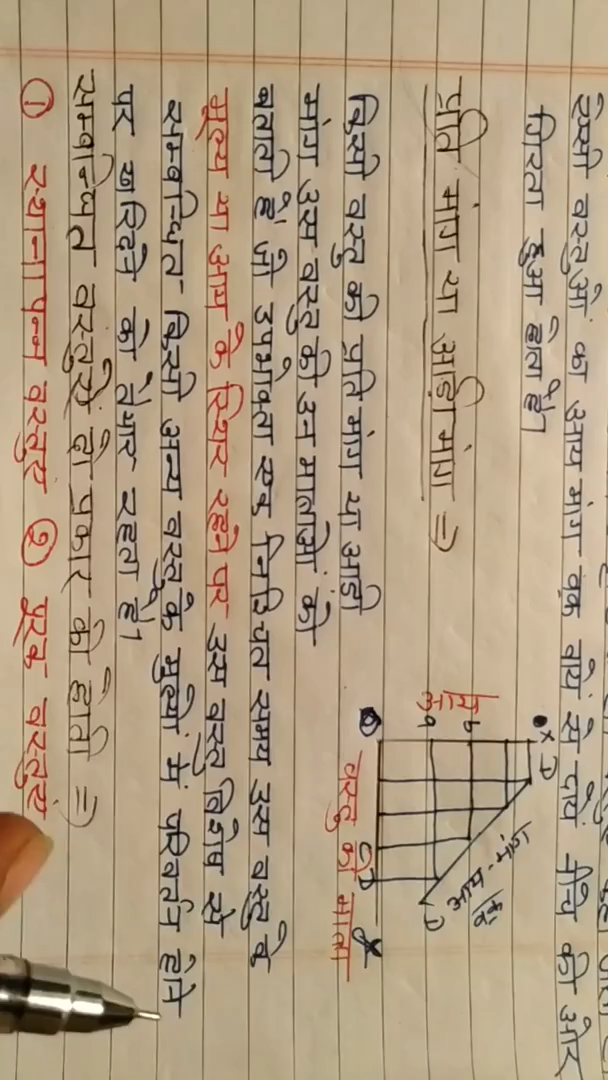 ऐसी वस्तुओं का आय मांग वक्र बायें से दायें नीचे की ओर
गिरता हुआ होता है।
प्रति मांग या आड़ी मांग ⇒
किसी वस्तु की प्रति मांग या आड़ी
मांग उस वस्तु की उन मात्राओं को
बताती है जो उपभोक्ता एक निश्चित समय उस वस्तु के
मूल्य या आय के स्थिर रहने पर उस वस्तु विशेष से
सम्बन्धित किसी अन्य वस्तु के मूल्यों में परिवर्तन होने
पर खरिदने को तैयार रहता है।
सम्बन्धित वस्तुएं दो प्रकार की होती ⇒
① स्थानापन्न वस्तुएं ② पूरक वस्तुएं
X
D
b
a
आय
D
वस्तु की मात्रा